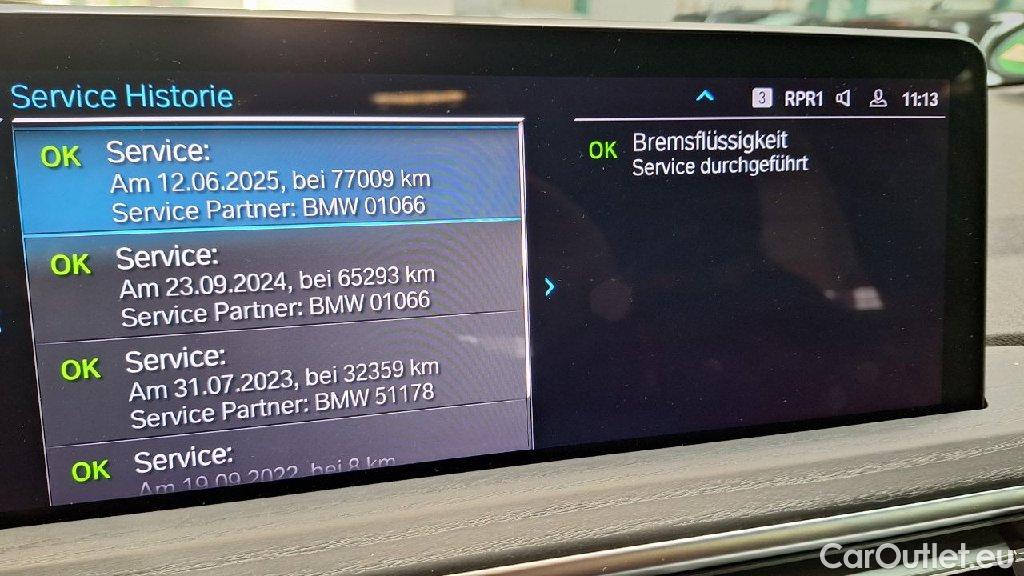 Service Historie
3 RPR1 11:13
OK Service:
Am 12.06.2025, bei 77009 km
Service Partner: BMW 01066
OK Service:
Am 23.09.2024, bei 65293 km
Service Partner: BMW 01066
OK Service:
Am 31.07.2023, bei 32359 km
Service Partner: BMW 51178
OK Service:
Am 19.09.2022, bei 8 km
OK Bremsflüssigkeit
Service durchgeführt
CarOutlet.eu